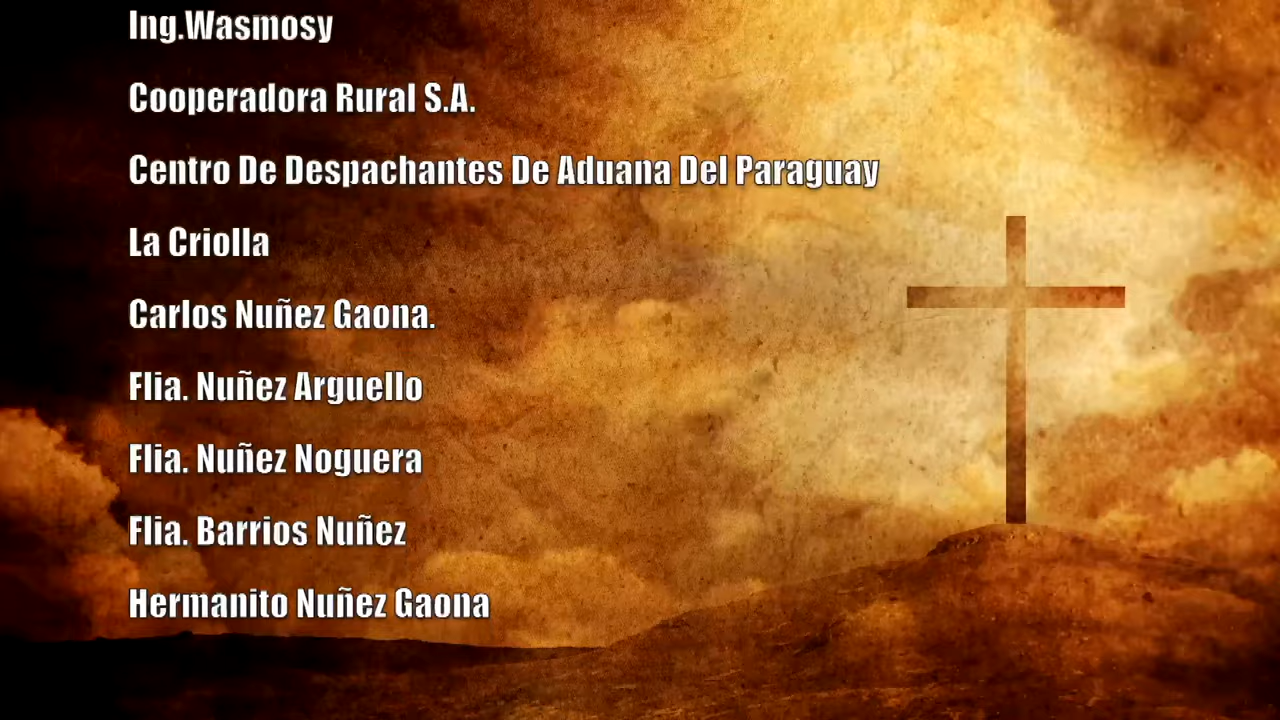 Ing.Wasmosy
Cooperadora Rural S.A.
Centro De Despachantes De Aduana Del Paraguay
La Criolla
Carlos Nuñez Gaona.
Flia. Nuñez Arguello
Flia. Nuñez Noguera
Flia. Barrios Nuñez
Hermanito Nuñez Gaona